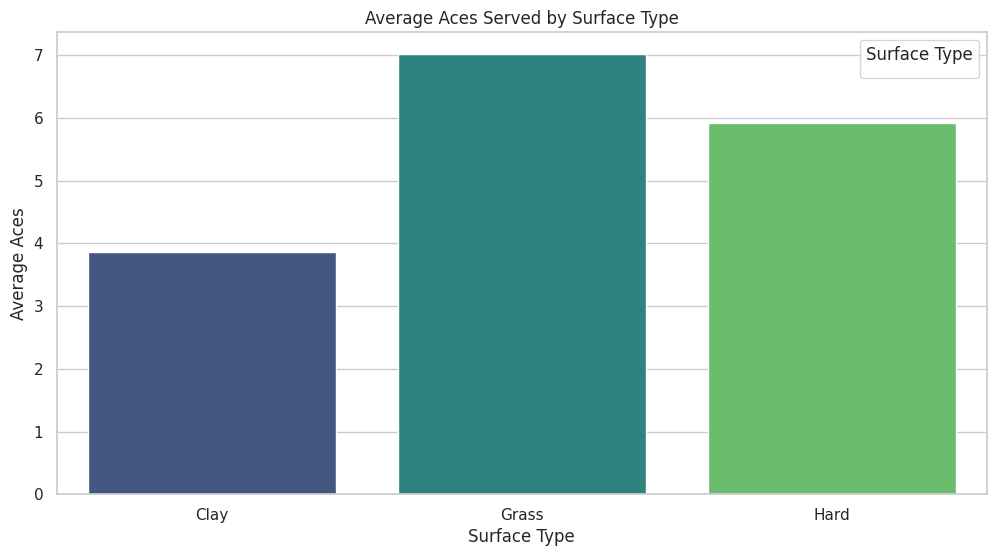 Average Aces Served by Surface Type
Surface Type
Average Aces
7
6
5
4
3
2
1
0
Clay
Grass
Hard
Surface Type